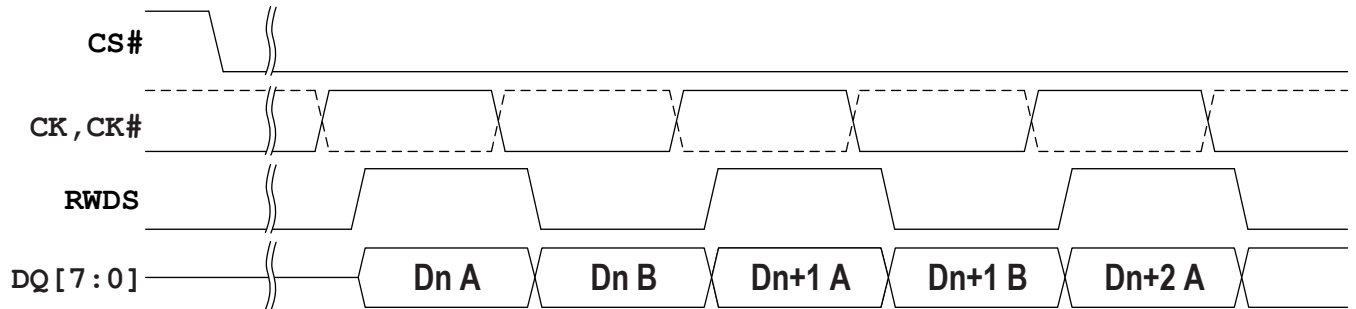 CS#
CK,CK#
RWDS
DQ[7:0]
Dn A Dn B Dn+1 A Dn+1 B Dn+2 A